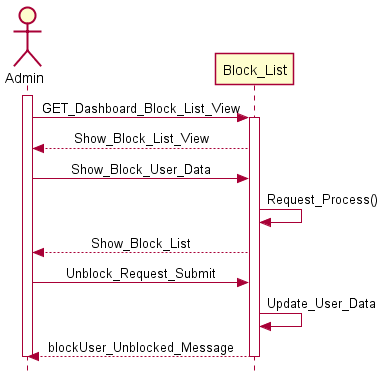 Admin
Block_List
GET_Dashboard_Block_List_View
Show_Block_List_View
Show_Block_User_Data
Request_Process()
Show_Block_List
Unblock_Request_Submit
Update_User_Data
blockUser_Unblocked_Message